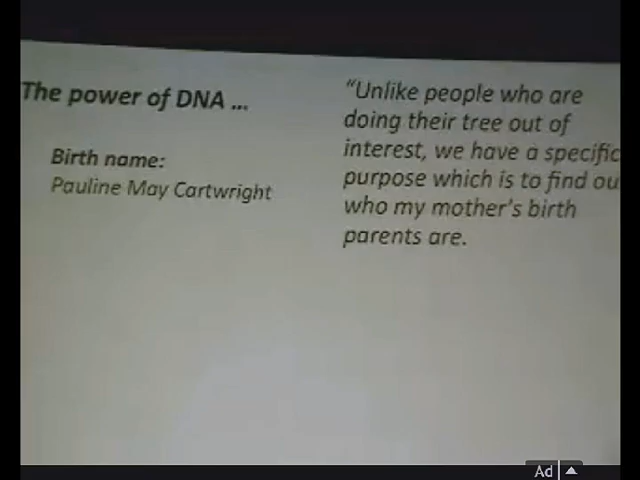 The power of DNA ...
Birth name:
Pauline May Cartwright
“Unlike people who are
doing their tree out of
interest, we have a specific
purpose which is to find ou
who my mother's birth
parents are.
Ad